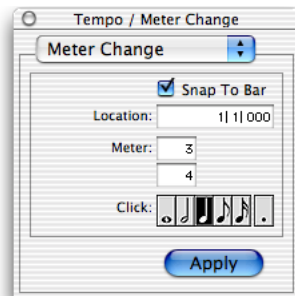 Tempo / Meter Change
Meter Change
Snap To Bar
Location: 1| 1| 000
Meter: 3
4
Click:
Apply